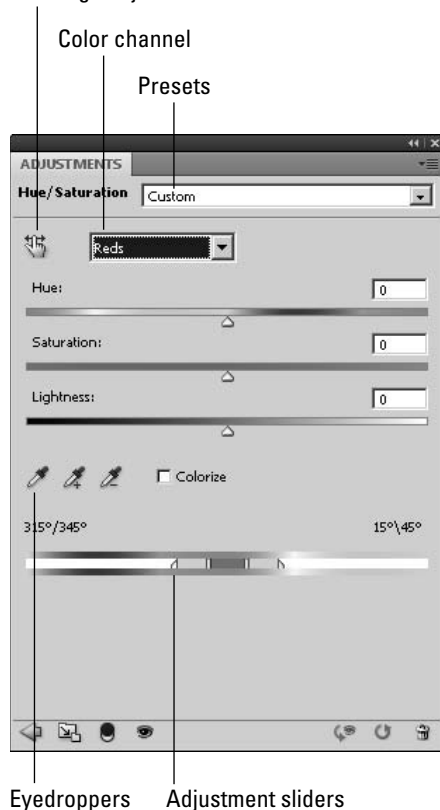 Color channel
Presets
ADJUSTMENTS
Hue/Saturation Custom
Reds
Hue: 0
Saturation: 0
Lightness: 0
Colorize
315°/345° 15°\45°
Eyedroppers Adjustment sliders